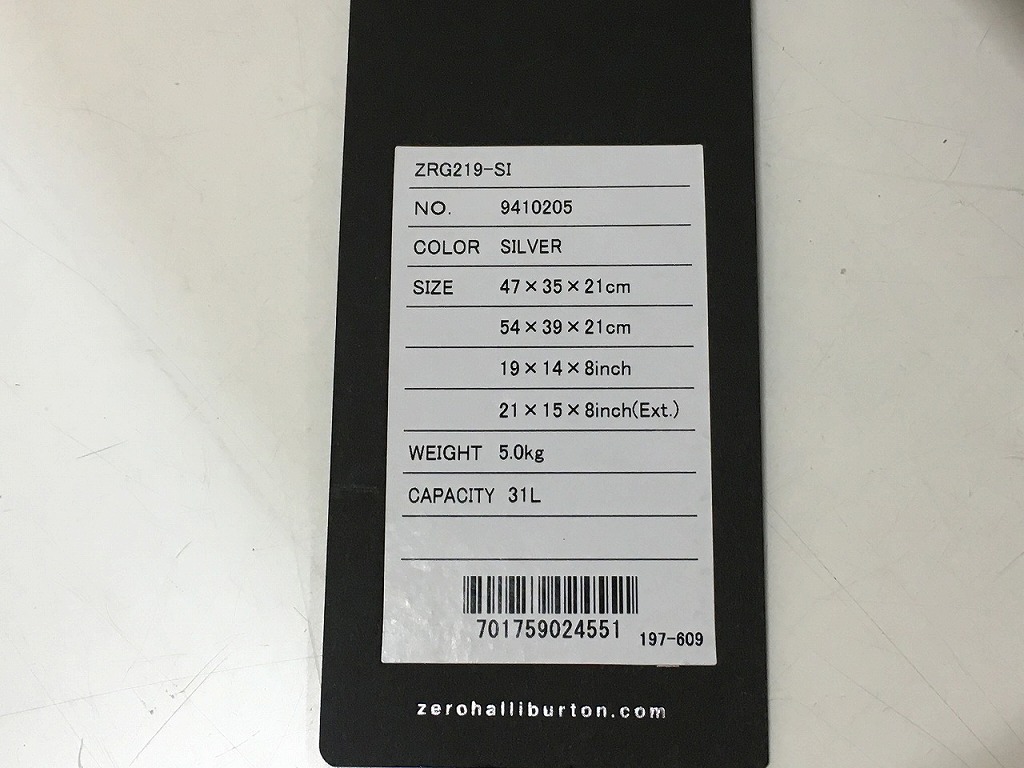 ZRG219-SI
NO. 9410205
COLOR SILVER
SIZE 47×35×21cm
54×39×21cm
19×14×8inch
21×15×8inch(Ext.)
WEIGHT 5.0kg
CAPACITY 31L
701759024551
197-609
zerohalliburton.com